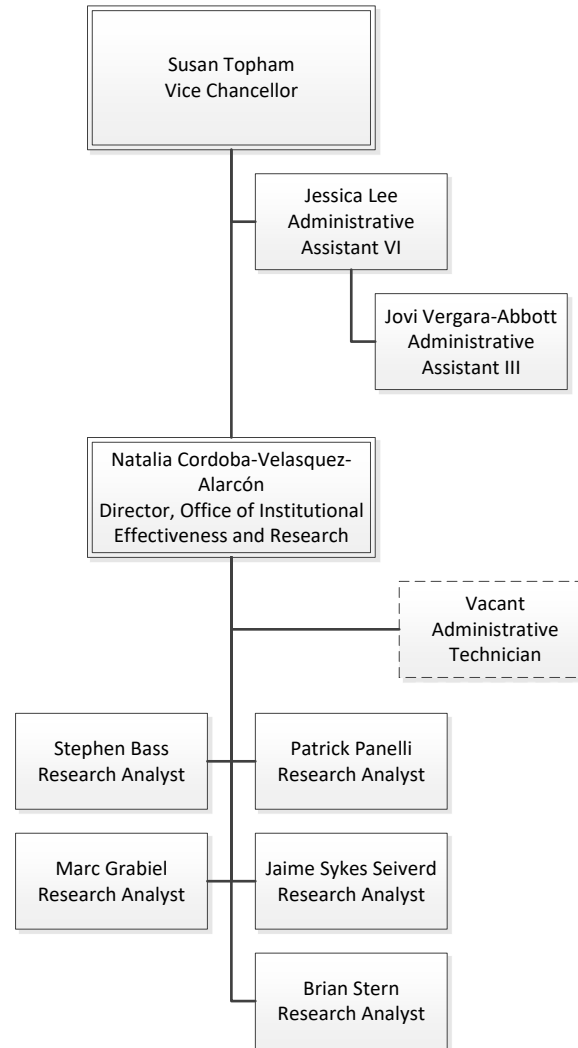 Susan Topham
Vice Chancellor
Jessica Lee
Administrative
Assistant VI
Jovi Vergara-Abbott
Administrative
Assistant III
Natalia Cordoba-Velasquez-
Alarcón
Director, Office of Institutional
Effectiveness and Research
Vacant
Administrative
Technician
Stephen Bass
Research Analyst
Patrick Panelli
Research Analyst
Marc Grabiel
Research Analyst
Jaime Sykes Seiverd
Research Analyst
Brian Stern
Research Analyst